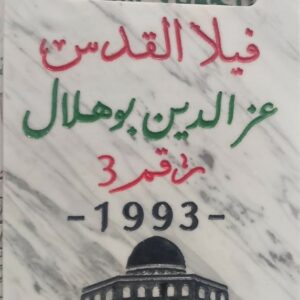 فيلا القدس
عز الدين بوهلال
رقم 3
-1993-